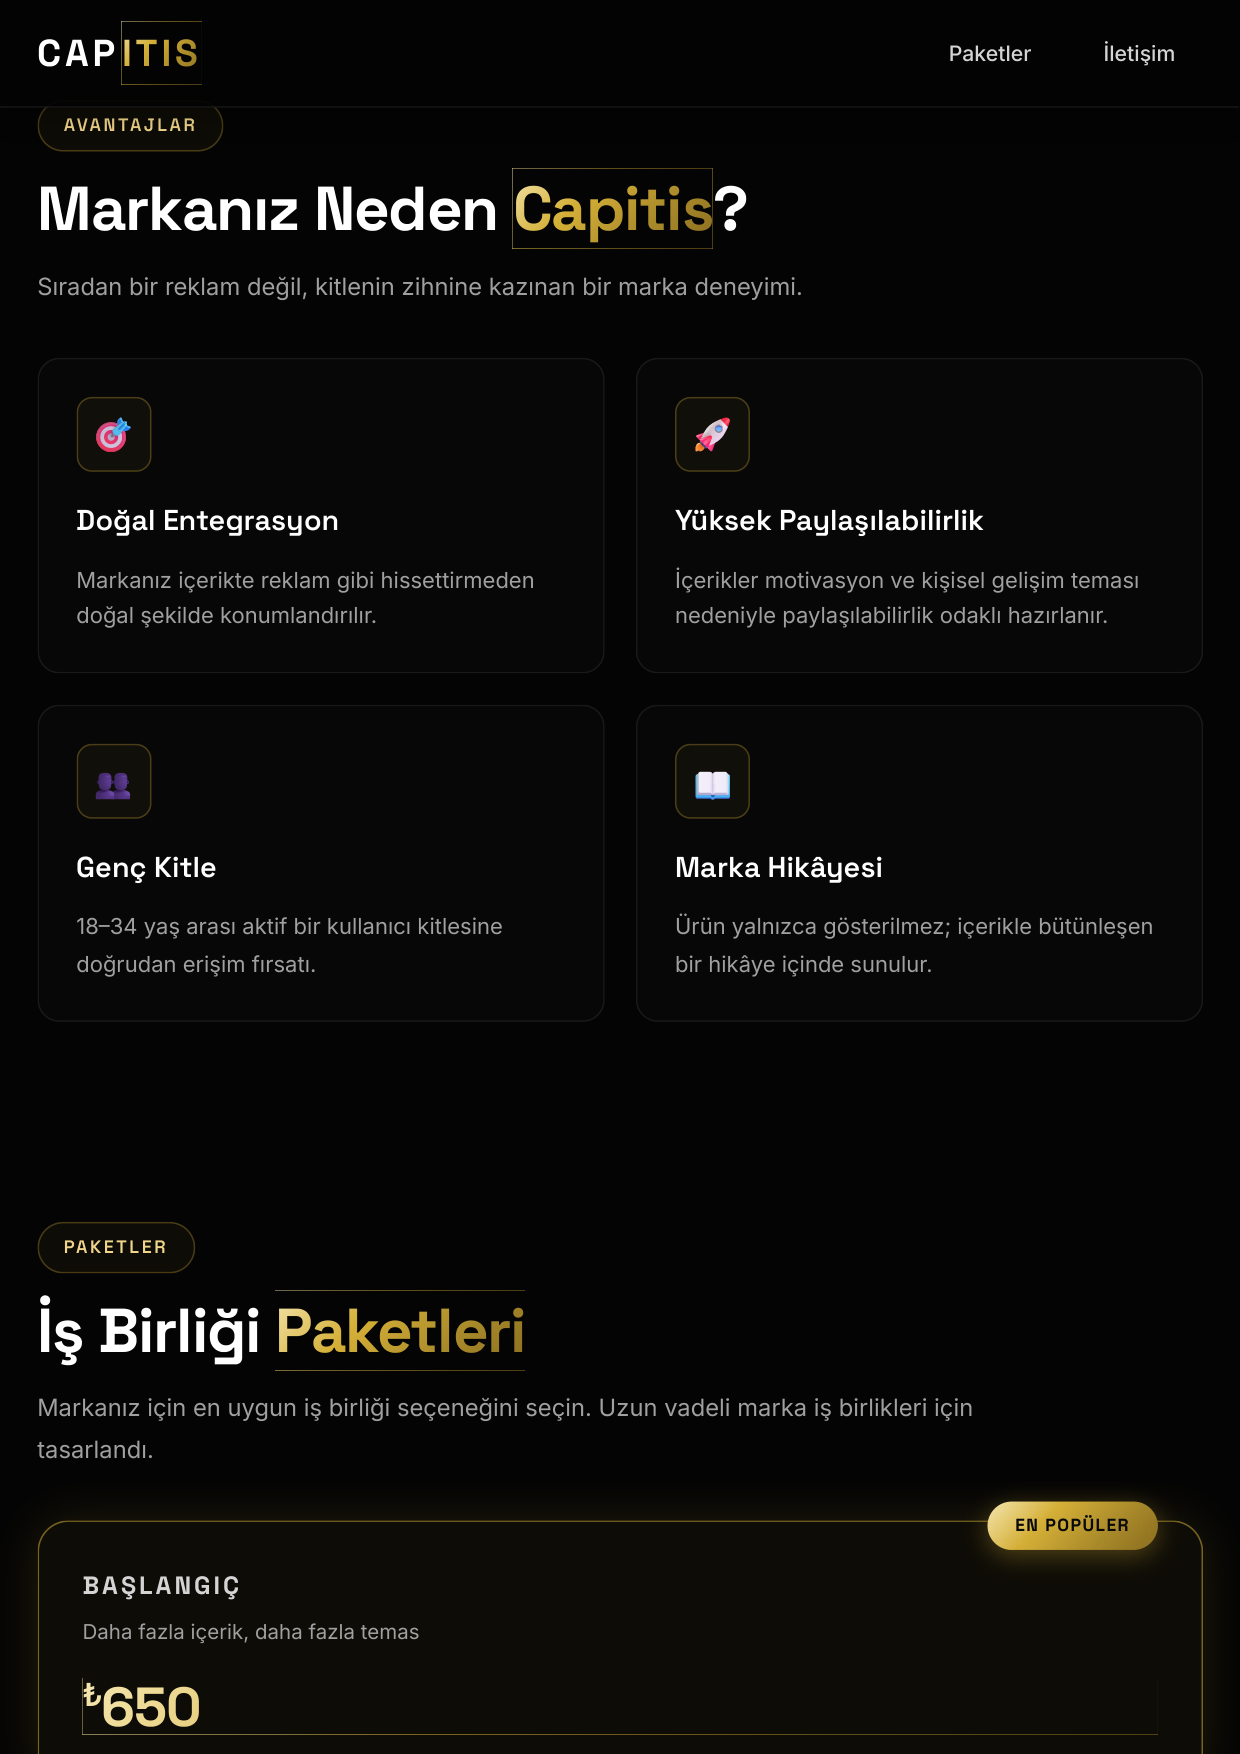 CAPITIS
Paketler
İletişim
AVANTAJLAR
Markanız Neden Capitis?
Sıradan bir reklam değil, kitlenin zihnine kazınan bir marka deneyimi.
Doğal Entegrasyon
Markanız içerikte reklam gibi hissettirmeden
doğal şekilde konumlandırılır.
Yüksek Paylaşılabilirlik
İçerikler motivasyon ve kişisel gelişim teması
nedeniyle paylaşılabilirlik odaklı hazırlanır.
Genç Kitle
18–34 yaş arası aktif bir kullanıcı kitlesine
doğrudan erişim fırsatı.
Marka Hikâyesi
Ürün yalnızca gösterilmez; içerikle bütünleşen
bir hikâye içinde sunulur.
PAKETLER
İş Birliği Paketleri
Markanız için en uygun iş birliği seçeneğini seçin. Uzun vadeli marka iş birlikleri için
tasarlandı.
EN POPÜLER
BAŞLANGIÇ
Daha fazla içerik, daha fazla temas
₺650